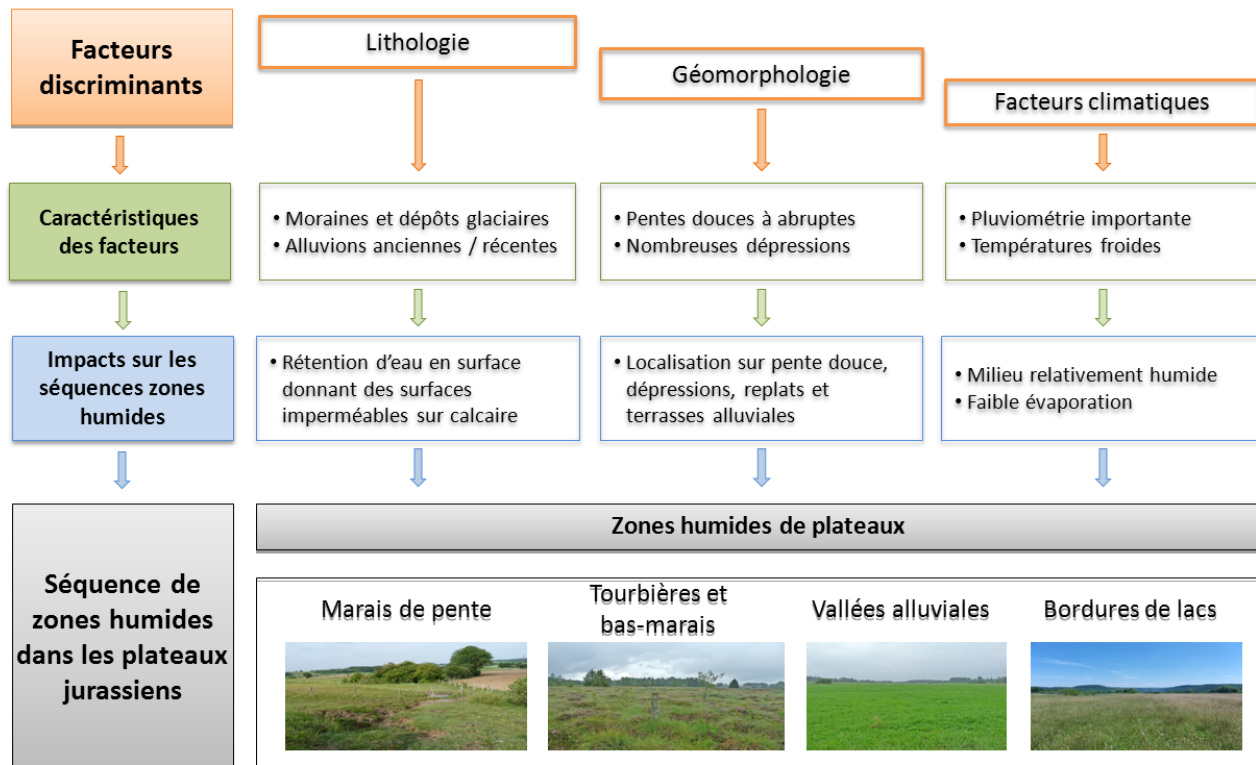 Facteurs
discriminants
Lithologie
Géomorphologie
Facteurs climatiques
Caractéristiques
des facteurs
• Moraines et dépôts glaciaires
• Alluvions anciennes / récentes
• Pentes douces à abruptes
• Nombreuses dépressions
• Pluviométrie importante
• Températures froides
Impacts sur les
séquences zones
humides
• Rétention d'eau en surface
donnant des surfaces
imperméables sur calcaire
• Localisation sur pente douce,
dépressions, replats et
terrasses alluviales
• Milieu relativement humide
• Faible évaporation
Séquence de
zones humides
dans les plateaux
jurassiens
Zones humides de plateaux
Marais de pente
Tourbières et
bas-marais
Vallées alluviales
Bordures de lacs